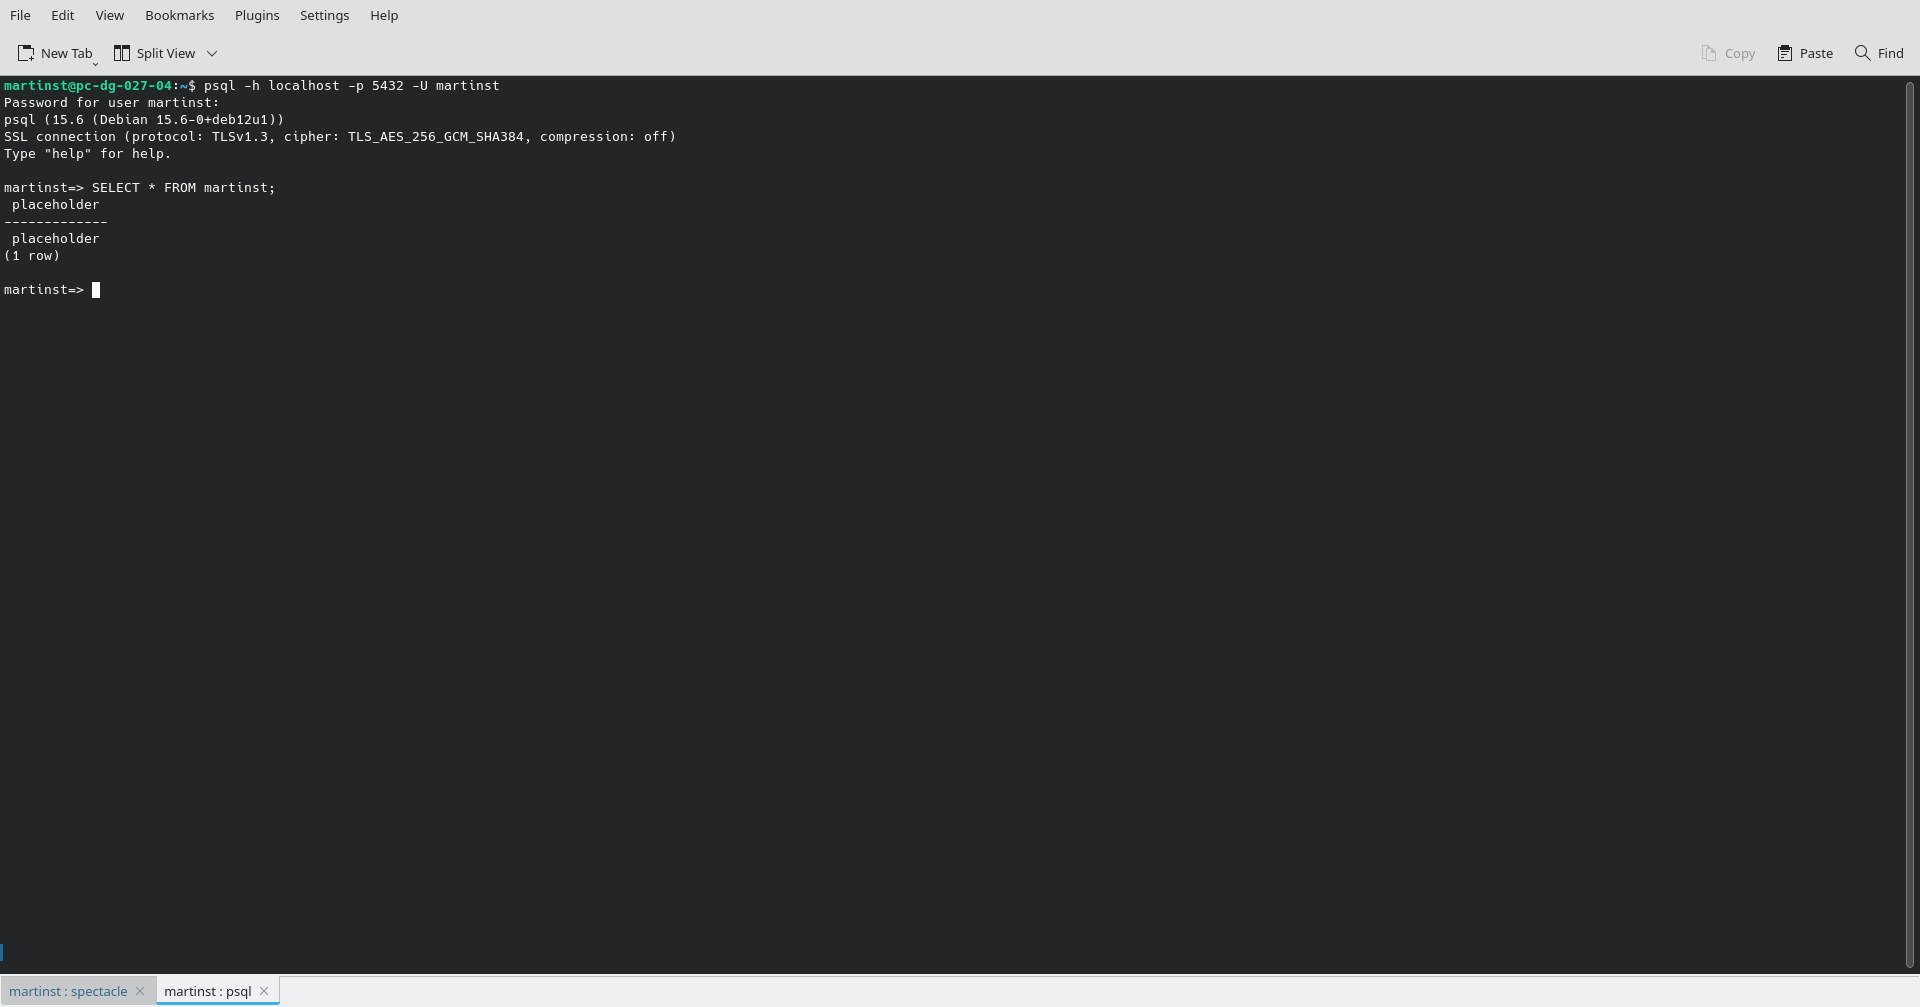 File Edit View Bookmarks Plugins Settings Help
New Tab Split View Copy Paste Find
martinst@pc-dg-027-04:~$ psql -h localhost -p 5432 -U martinst
Password for user martinst:
psql (15.6 (Debian 15.6-0+deb12u1))
SSL connection (protocol: TLSv1.3, cipher: TLS_AES_256_GCM_SHA384, compression: off)
Type "help" for help.
martinst=> SELECT * FROM martinst;
 placeholder
-------------
 placeholder
(1 row)
martinst=>
martinst : spectacle martinst : psql